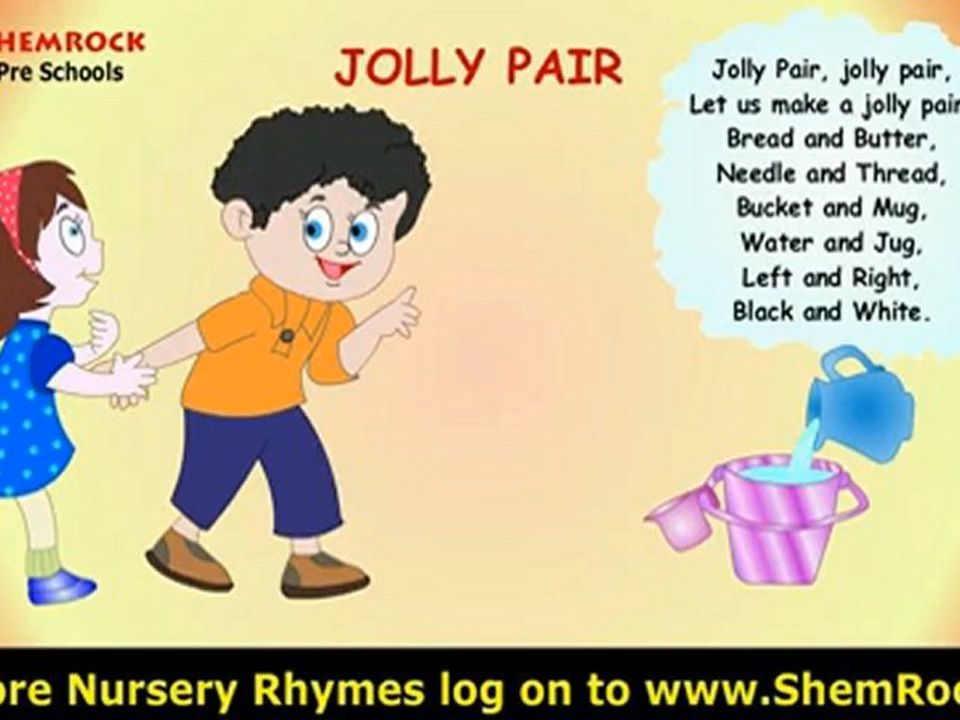 HEMROCK
Pre Schools
JOLLY PAIR
Jolly Pair, jolly pair,
Let us make a jolly pair
Bread and Butter,
Needle and Thread,
Bucket and Mug,
Water and Jug,
Left and Right,
Black and White.
ore Nursery Rhymes log on to www.ShemRoc